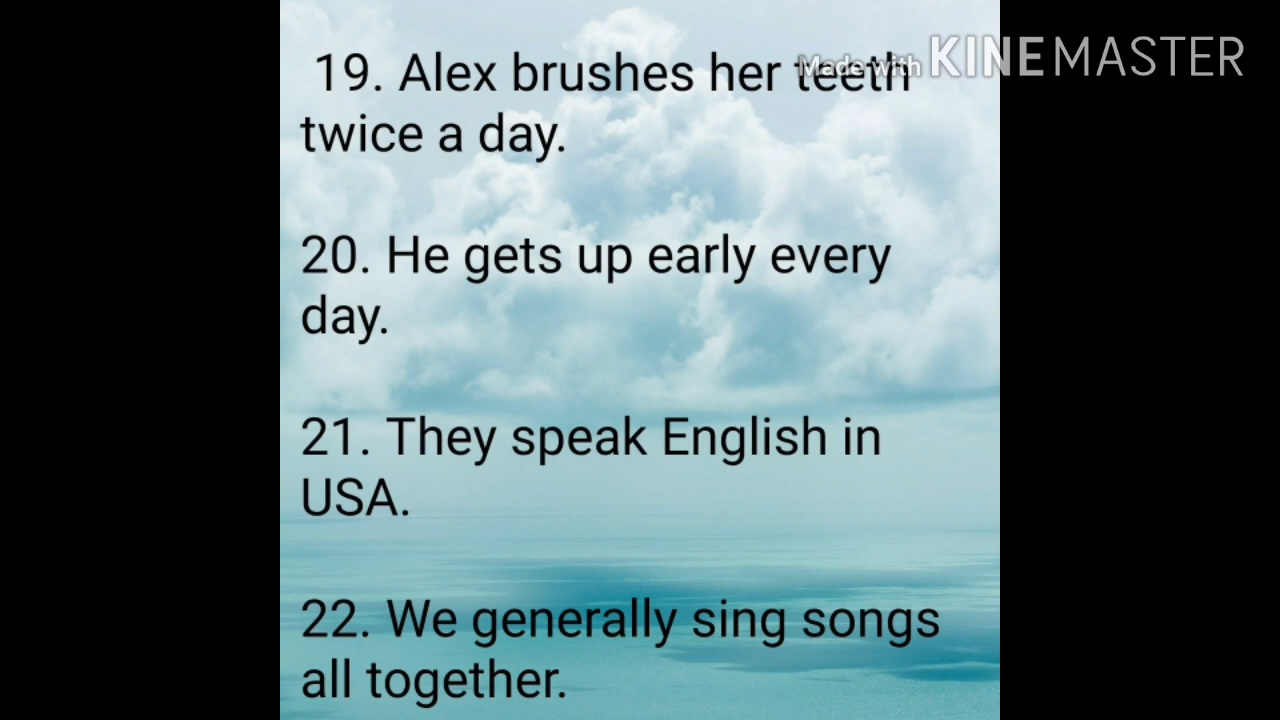 Made with KINEMASTER
19. Alex brushes her teeth
twice a day.
20. He gets up early every
day.
21. They speak English in
USA.
22. We generally sing songs
all together.